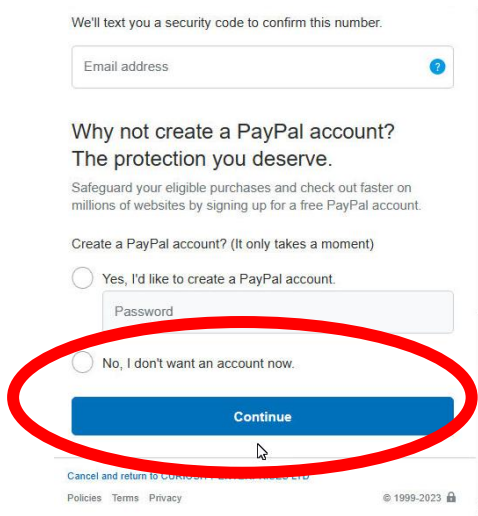 We'll text you a security code to confirm this number.
Email address
?
Why not create a PayPal account?
The protection you deserve.
Safeguard your eligible purchases and check out faster on
millions of websites by signing up for a free PayPal account.
Create a PayPal account? (It only takes a moment)
Yes, I'd like to create a PayPal account.
Password
No, I don't want an account now.
Continue
Cancel and return to
Policies Terms Privacy © 1999-2023